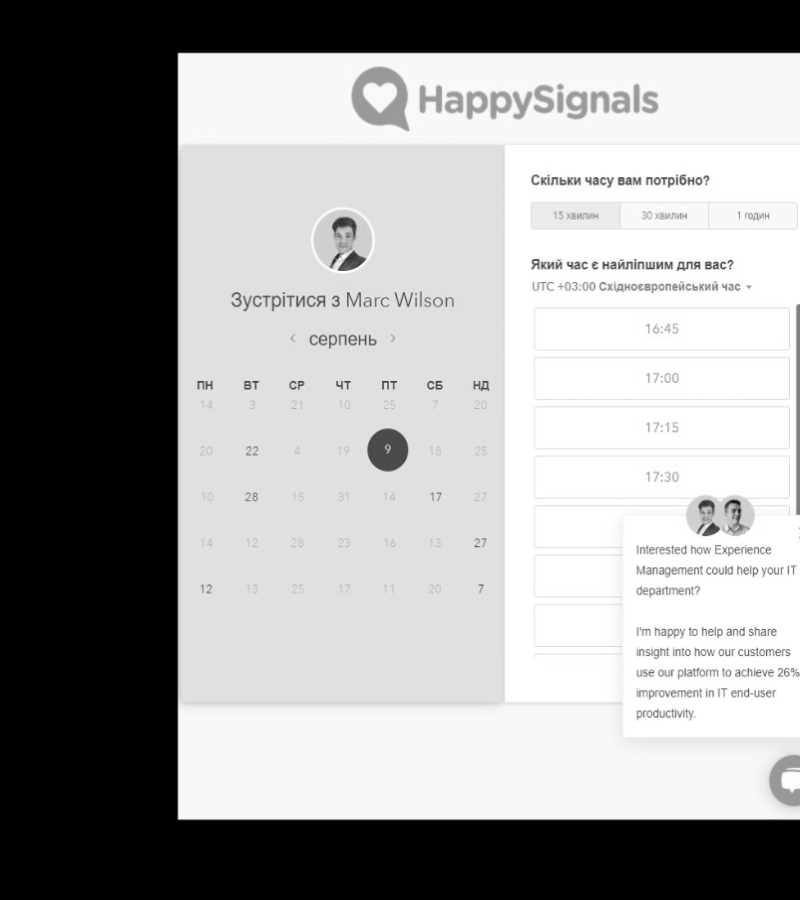 HappySignals
Зустрітися з Marc Wilson
серпень
ПН ВТ СР ЧТ ПТ СБ НД
14 3 21 10 25 7 20
20 22 4 19 9 18 25
10 28 15 31 14 17 27
14 12 28 23 16 13 27
12 13 25 17 11 20 7
Скільки часу вам потрібно?
15 хвилин 30 хвилин 1 годин
Який час є найліпшим для вас?
UTC +03:00 Східноєвропейський час
16:45
17:00
17:15
17:30
Interested how Experience
Management could help your IT
department?
I'm happy to help and share
insight into how our customers
use our platform to achieve 26%
improvement in IT end-user
productivity.